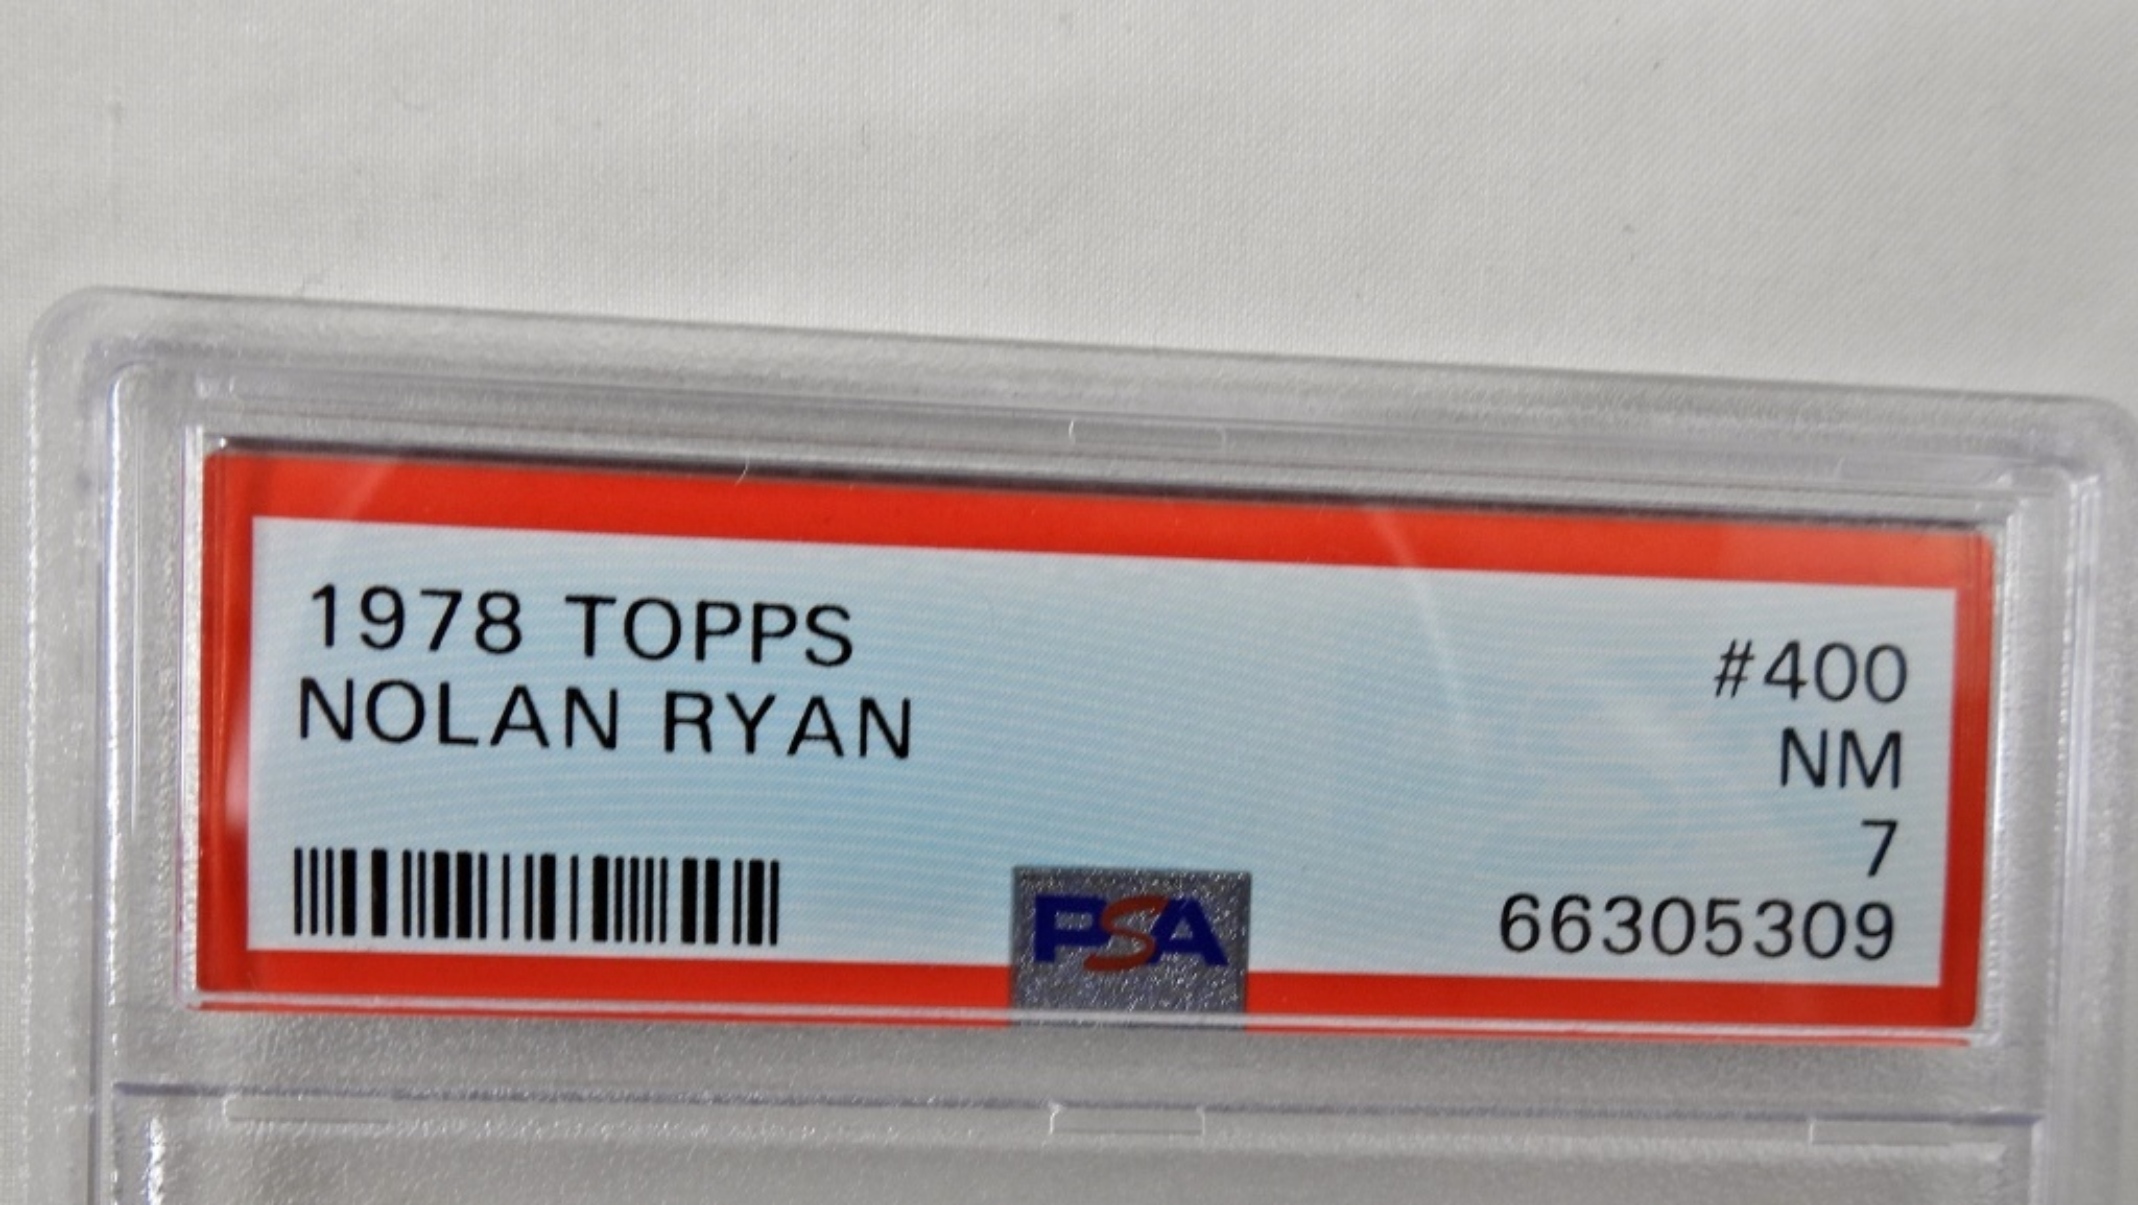 1978 TOPPS
NOLAN RYAN
#400
NM
7
66305309
PSA